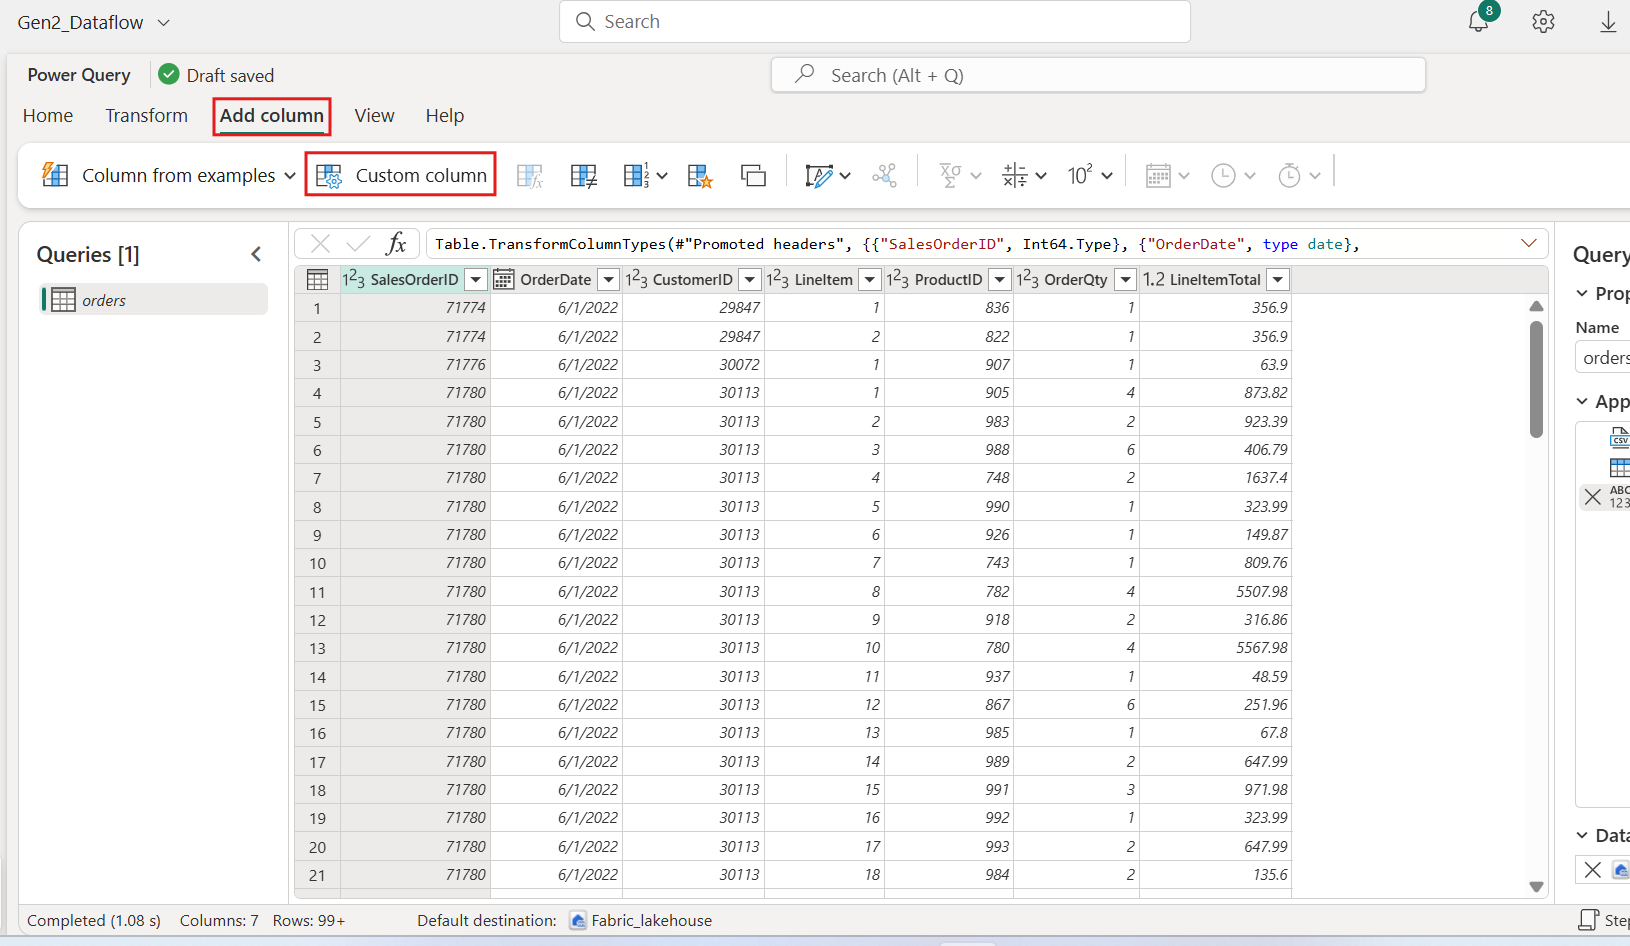 Gen2_Dataflow
Search
8
Power Query
Draft saved
Search (Alt + Q)
Home Transform Add column View Help
Column from examples Custom column
Queries [1]
orders
fx Table.TransformColumnTypes(#"Promoted headers", {{"SalesOrderID", Int64.Type}, {"OrderDate", type date},
SalesOrderID OrderDate CustomerID LineItem ProductID OrderQty 1.2 LineItemTotal
1 71774 6/1/2022 29847 1 836 1 356.9
2 71774 6/1/2022 29847 2 822 1 356.9
3 71776 6/1/2022 30072 1 907 1 63.9
4 71780 6/1/2022 30113 1 905 4 873.82
5 71780 6/1/2022 30113 2 983 2 923.39
6 71780 6/1/2022 30113 3 988 6 406.79
7 71780 6/1/2022 30113 4 748 2 1637.4
8 71780 6/1/2022 30113 5 990 1 323.99
9 71780 6/1/2022 30113 6 926 1 149.87
10 71780 6/1/2022 30113 7 743 1 809.76
11 71780 6/1/2022 30113 8 782 4 5507.98
12 71780 6/1/2022 30113 9 918 2 316.86
13 71780 6/1/2022 30113 10 780 4 5567.98
14 71780 6/1/2022 30113 11 937 1 48.59
15 71780 6/1/2022 30113 12 867 6 251.96
16 71780 6/1/2022 30113 13 985 1 67.8
17 71780 6/1/2022 30113 14 989 2 647.99
18 71780 6/1/2022 30113 15 991 3 971.98
19 71780 6/1/2022 30113 16 992 1 323.99
20 71780 6/1/2022 30113 17 993 2 647.99
21 71780 6/1/2022 30113 18 984 2 135.6
Query
Prop
Name
orders
App
Data
Completed (1.08 s) Columns: 7 Rows: 99+ Default destination: Fabric_lakehouse
Step